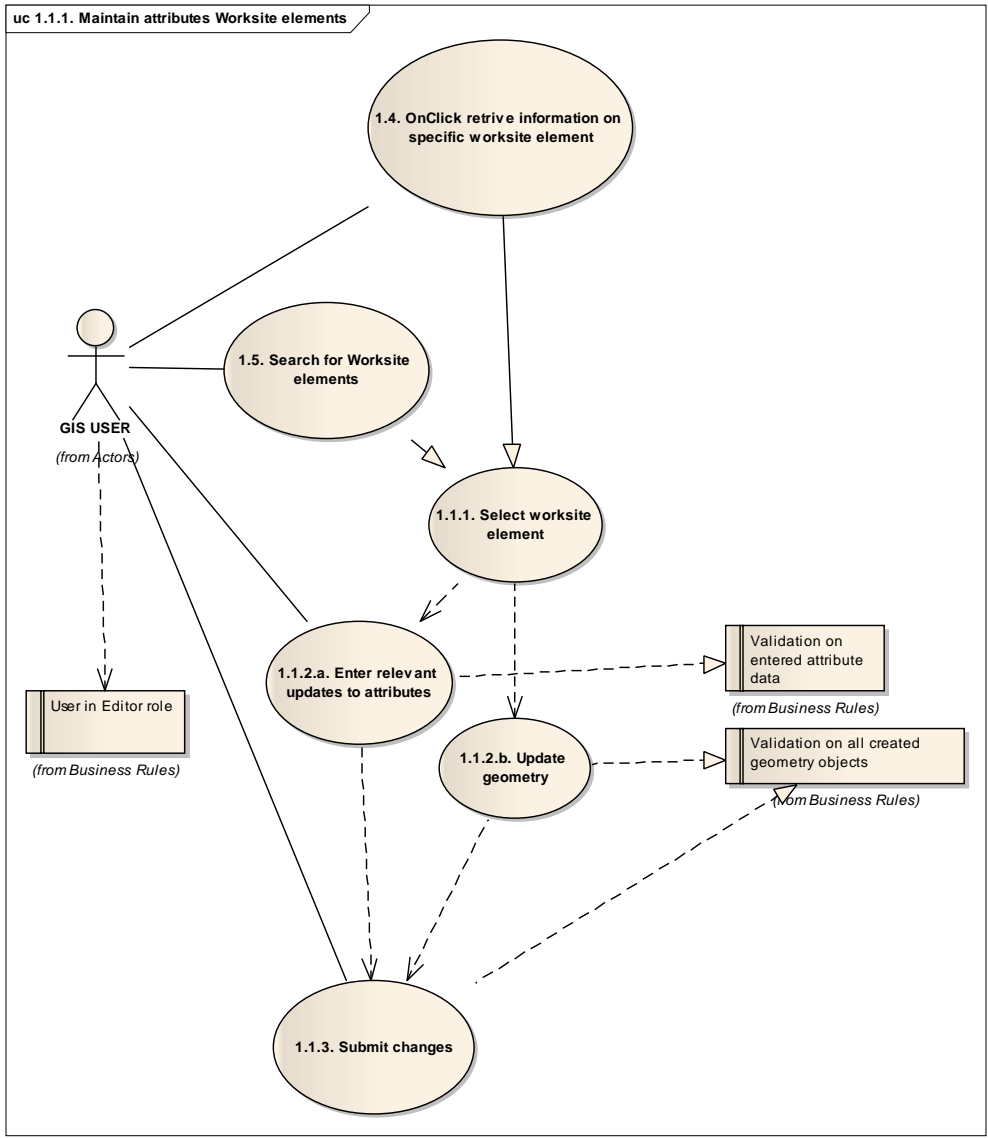 uc 1.1.1. Maintain attributes Worksite elements
1.4. OnClick retrive information on
specific worksite element
1.5. Search for Worksite
elements
GIS USER
(from Actors)
1.1.1. Select worksite
element
1.1.2.a. Enter relevant
updates to attributes
Validation on
entered attribute
data
(from Business Rules)
User in Editor role
(from Business Rules)
1.1.2.b. Update
geometry
Validation on all created
geometry objects
(from Business Rules)
1.1.3. Submit changes